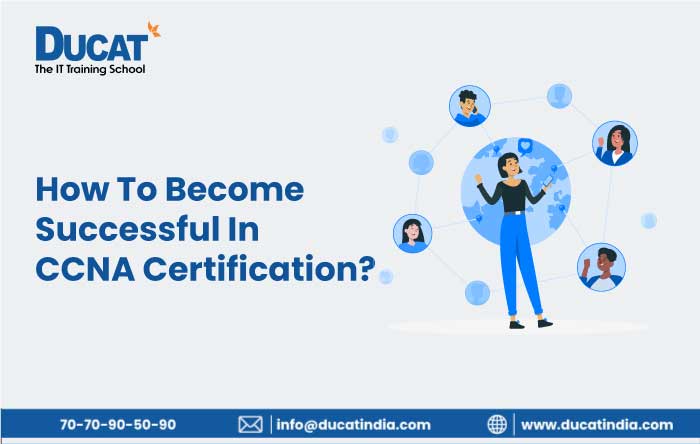 DUCAT
The IT Training School
How To Become
Successful In
CCNA Certification?
70-70-90-50-90
info@ducatindia.com
www.ducatindia.com